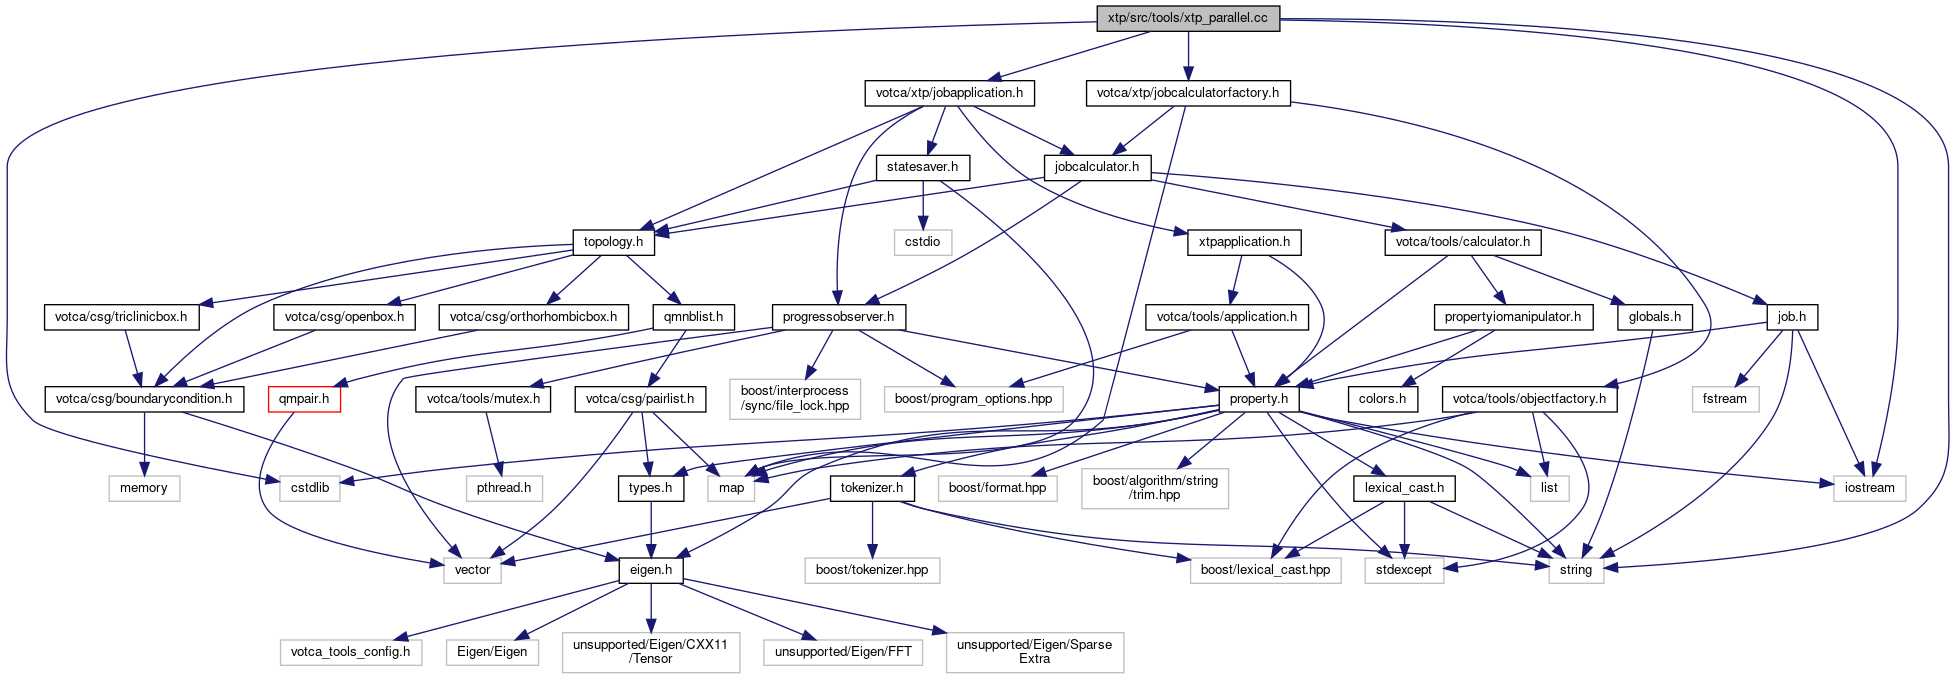 xtp/src/tools/xtp_parallel.cc
votca/xtp/jobapplication.h
votca/xtp/jobcalculatorfactory.h
statesaver.h
jobcalculator.h
topology.h
cstdio
xtpapplication.h
votca/tools/calculator.h
votca/csg/triclinicbox.h
votca/csg/openbox.h
votca/csg/orthorhombicbox.h
qmnblist.h
progressobserver.h
votca/tools/application.h
propertyiomanipulator.h
globals.h
job.h
votca/csg/boundarycondition.h
qmpair.h
votca/tools/mutex.h
votca/csg/pairlist.h
boost/interprocess
/sync/file_lock.hpp
boost/program_options.hpp
property.h
colors.h
votca/tools/objectfactory.h
fstream
memory
cstdlib
pthread.h
types.h
map
tokenizer.h
boost/format.hpp
boost/algorithm/string
/trim.hpp
lexical_cast.h
list
iostream
vector
eigen.h
boost/tokenizer.hpp
boost/lexical_cast.hpp
stdexcept
string
votca_tools_config.h
Eigen/Eigen
unsupported/Eigen/CXX11
/Tensor
unsupported/Eigen/FFT
unsupported/Eigen/Sparse
Extra